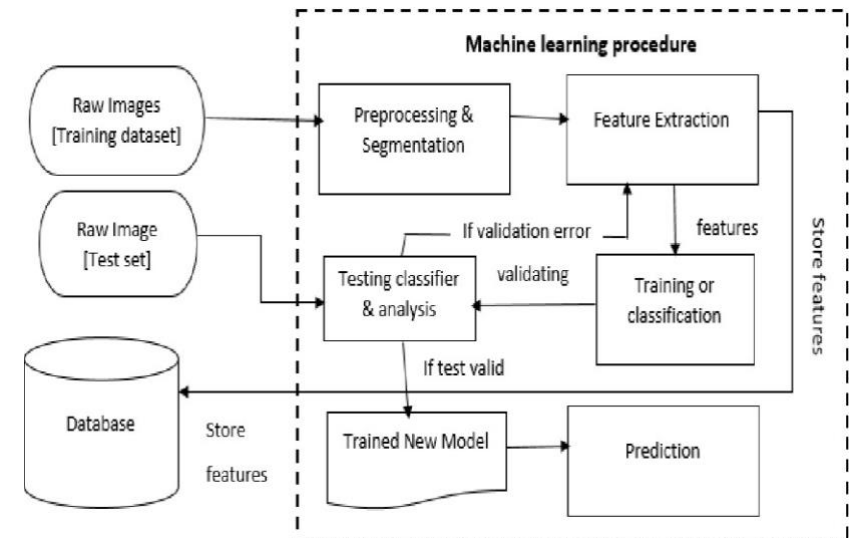 Machine learning procedure
Raw Images
[Training dataset]
Preprocessing &
Segmentation
Feature Extraction
Raw Image
[Test set]
If validation error
features
Store features
Testing classifier
& analysis
validating
Training or
classification
If test valid
Database
Store
features
Trained New Model
Prediction